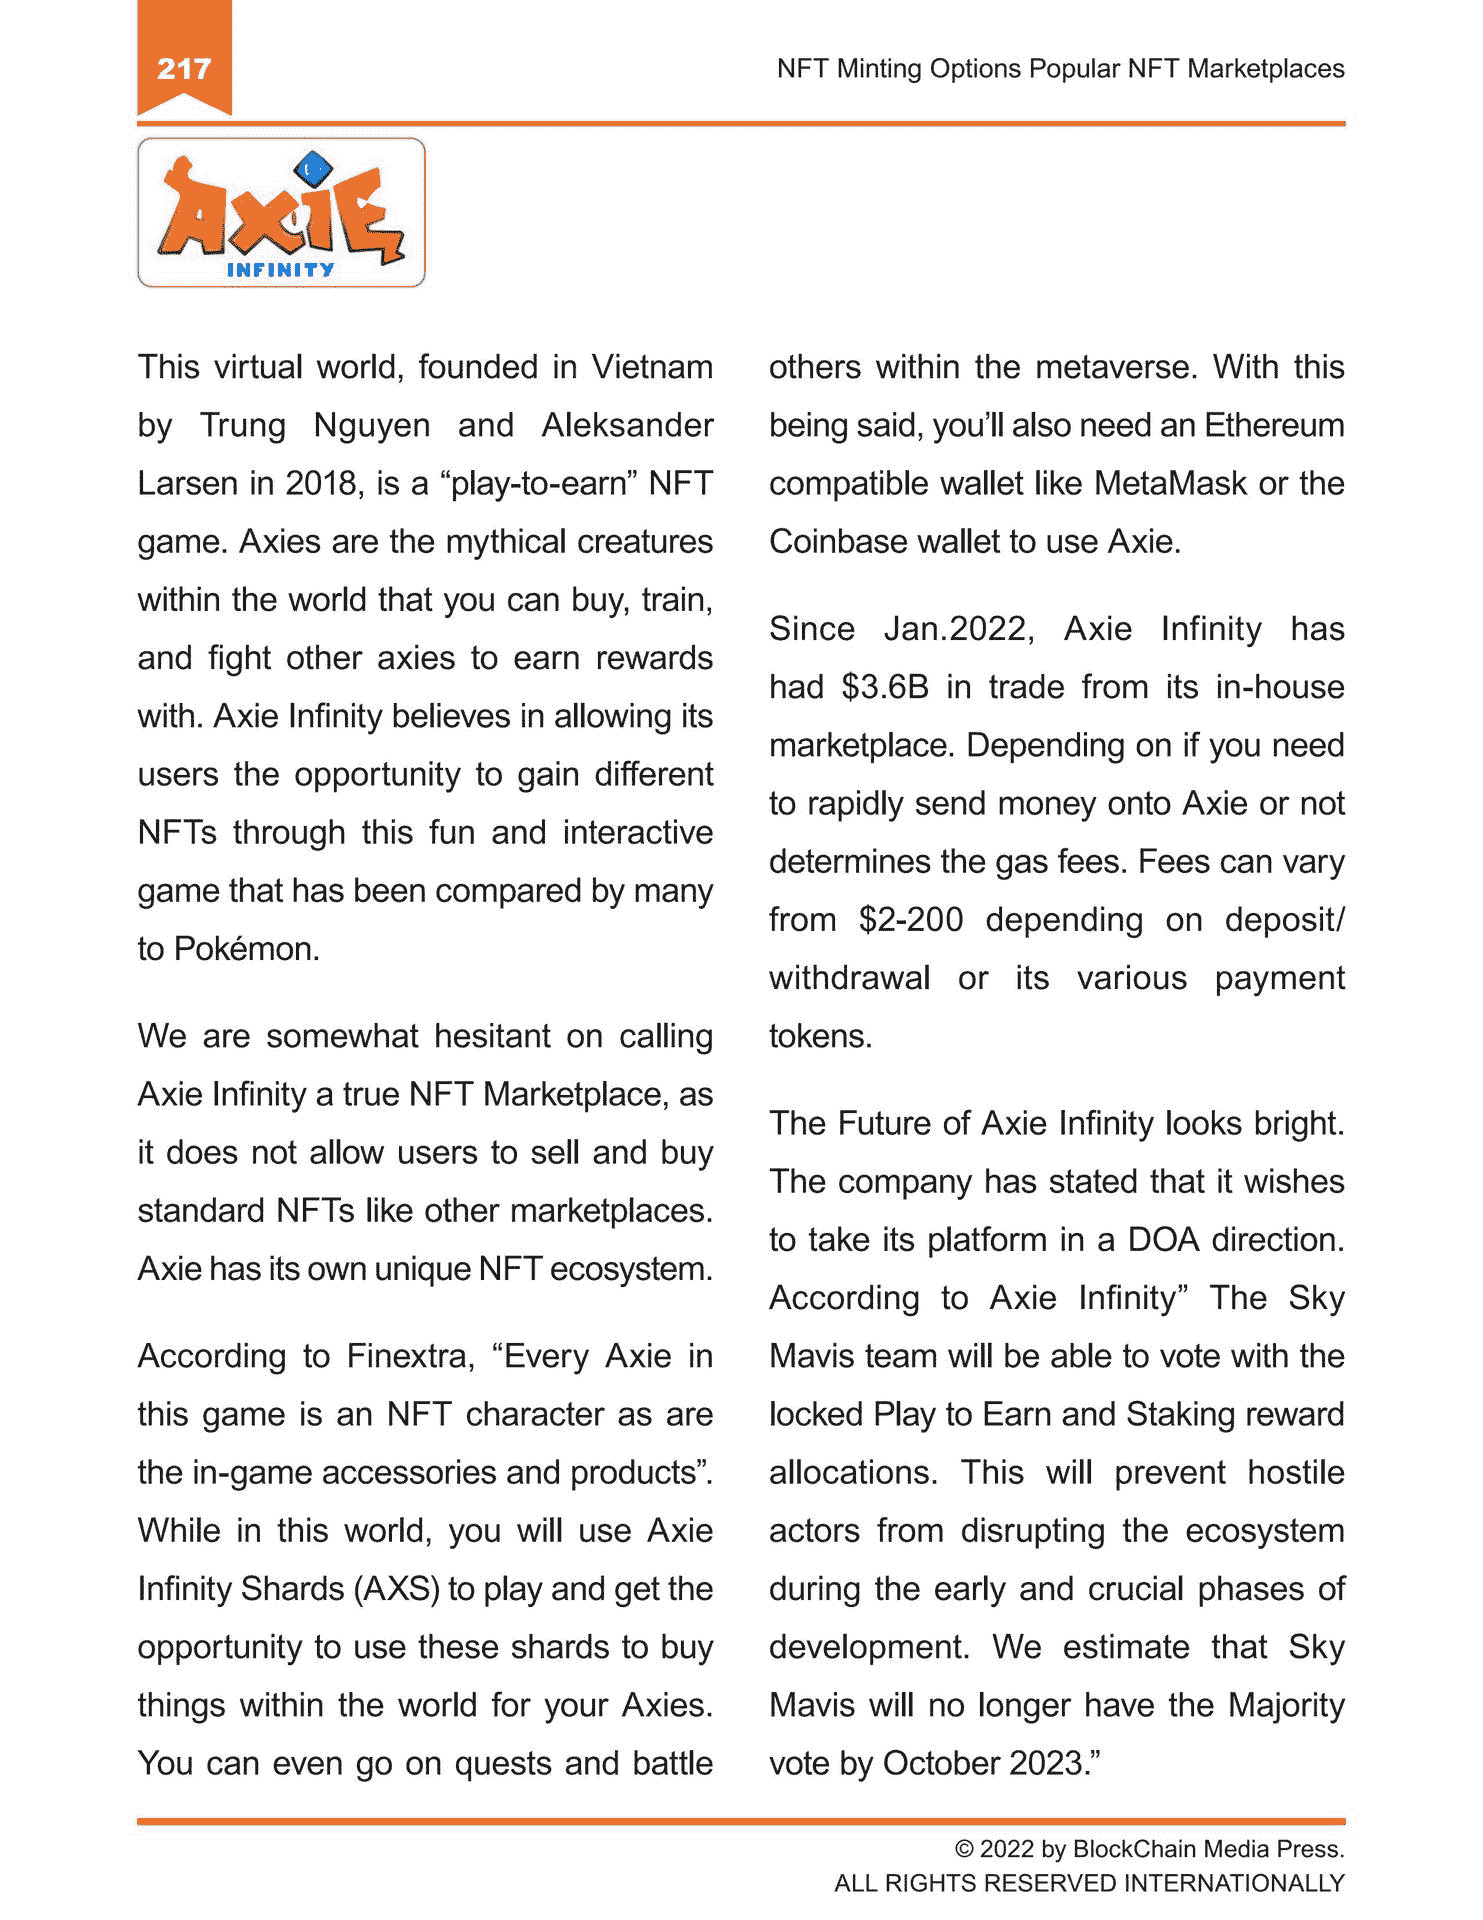 217
NFT Minting Options Popular NFT Marketplaces
AXIE
INFINITY
This virtual world, founded in Vietnam
by Trung Nguyen and Aleksander
Larsen in 2018, is a “play-to-earn” NFT
game. Axies are the mythical creatures
within the world that you can buy, train,
and fight other axies to earn rewards
with. Axie Infinity believes in allowing its
users the opportunity to gain different
NFTs through this fun and interactive
game that has been compared by many
to Pokémon.
We are somewhat hesitant on calling
Axie Infinity a true NFT Marketplace, as
it does not allow users to sell and buy
standard NFTs like other marketplaces.
Axie has its own unique NFT ecosystem.
According to Finextra, “Every Axie in
this game is an NFT character as are
the in-game accessories and products”.
While in this world, you will use Axie
Infinity Shards (AXS) to play and get the
opportunity to use these shards to buy
things within the world for your Axies.
You can even go on quests and battle
others within the metaverse. With this
being said, you’ll also need an Ethereum
compatible wallet like MetaMask or the
Coinbase wallet to use Axie.
Since Jan.2022, Axie Infinity has
had $3.6B in trade from its in-house
marketplace. Depending on if you need
to rapidly send money onto Axie or not
determines the gas fees. Fees can vary
from $2-200 depending on deposit/
withdrawal or its various payment
tokens.
The Future of Axie Infinity looks bright.
The company has stated that it wishes
to take its platform in a DOA direction.
According to Axie Infinity” The Sky
Mavis team will be able to vote with the
locked Play to Earn and Staking reward
allocations. This will prevent hostile
actors from disrupting the ecosystem
during the early and crucial phases of
development. We estimate that Sky
Mavis will no longer have the Majority
vote by October 2023.”
© 2022 by BlockChain Media Press.
ALL RIGHTS RESERVED INTERNATIONALLY